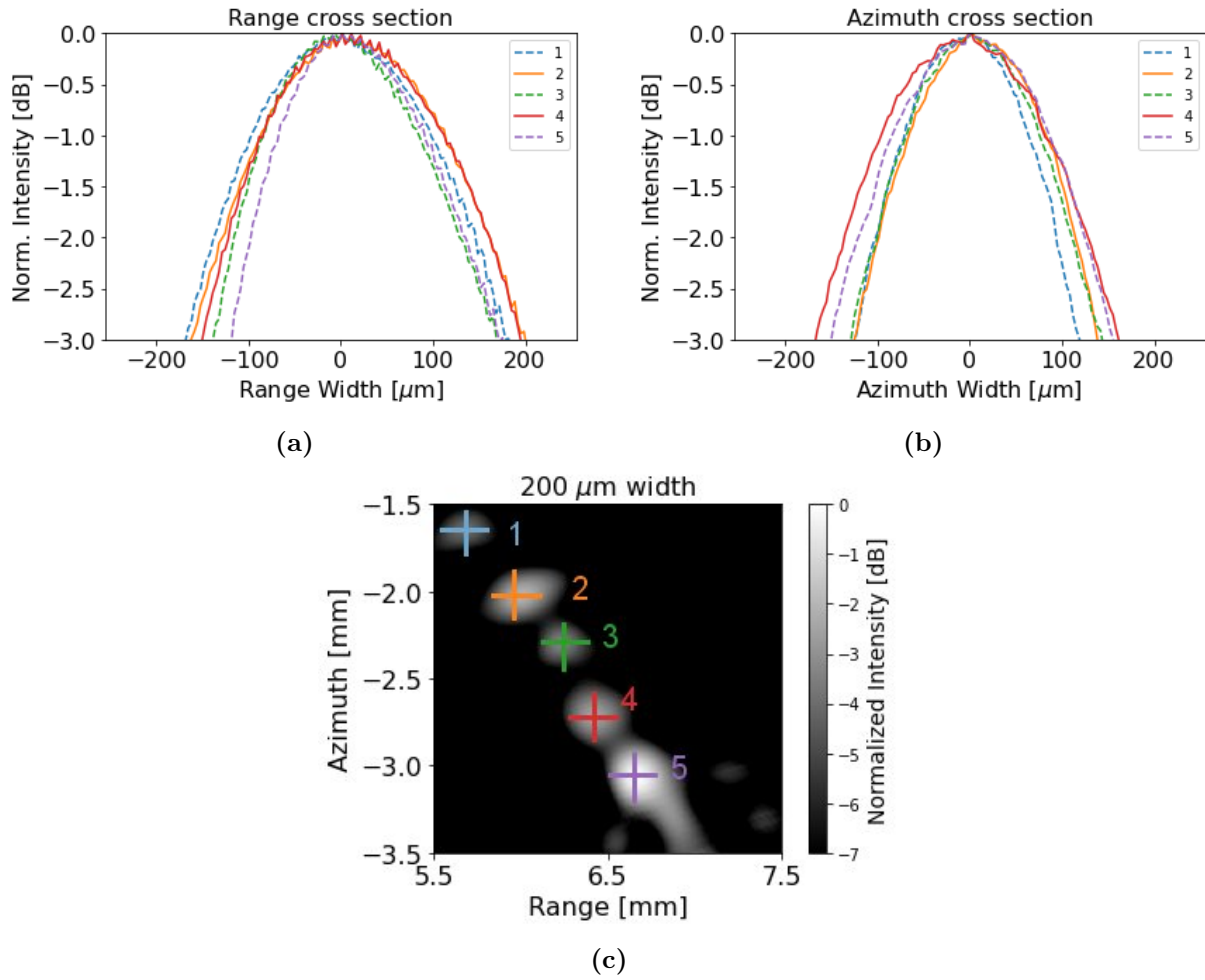 Range cross section
Norm. Intensity [dB]
0.0
−0.5
−1.0
−1.5
−2.0
−2.5
−3.0
1
2
3
4
5
−200 −100 0 100 200
Range Width [μm]
(a)
Azimuth cross section
Norm. Intensity [dB]
0.0
−0.5
−1.0
−1.5
−2.0
−2.5
−3.0
1
2
3
4
5
−200 −100 0 100 200
Azimuth Width [μm]
(b)
200 μm width
Azimuth [mm]
−1.5
−2.0
−2.5
−3.0
−3.5
1
2
3
4
5
5.5 6.5 7.5
Range [mm]
0
−1
−2
−3
−4
−5
−6
−7
Normalized Intensity [dB]
(c)